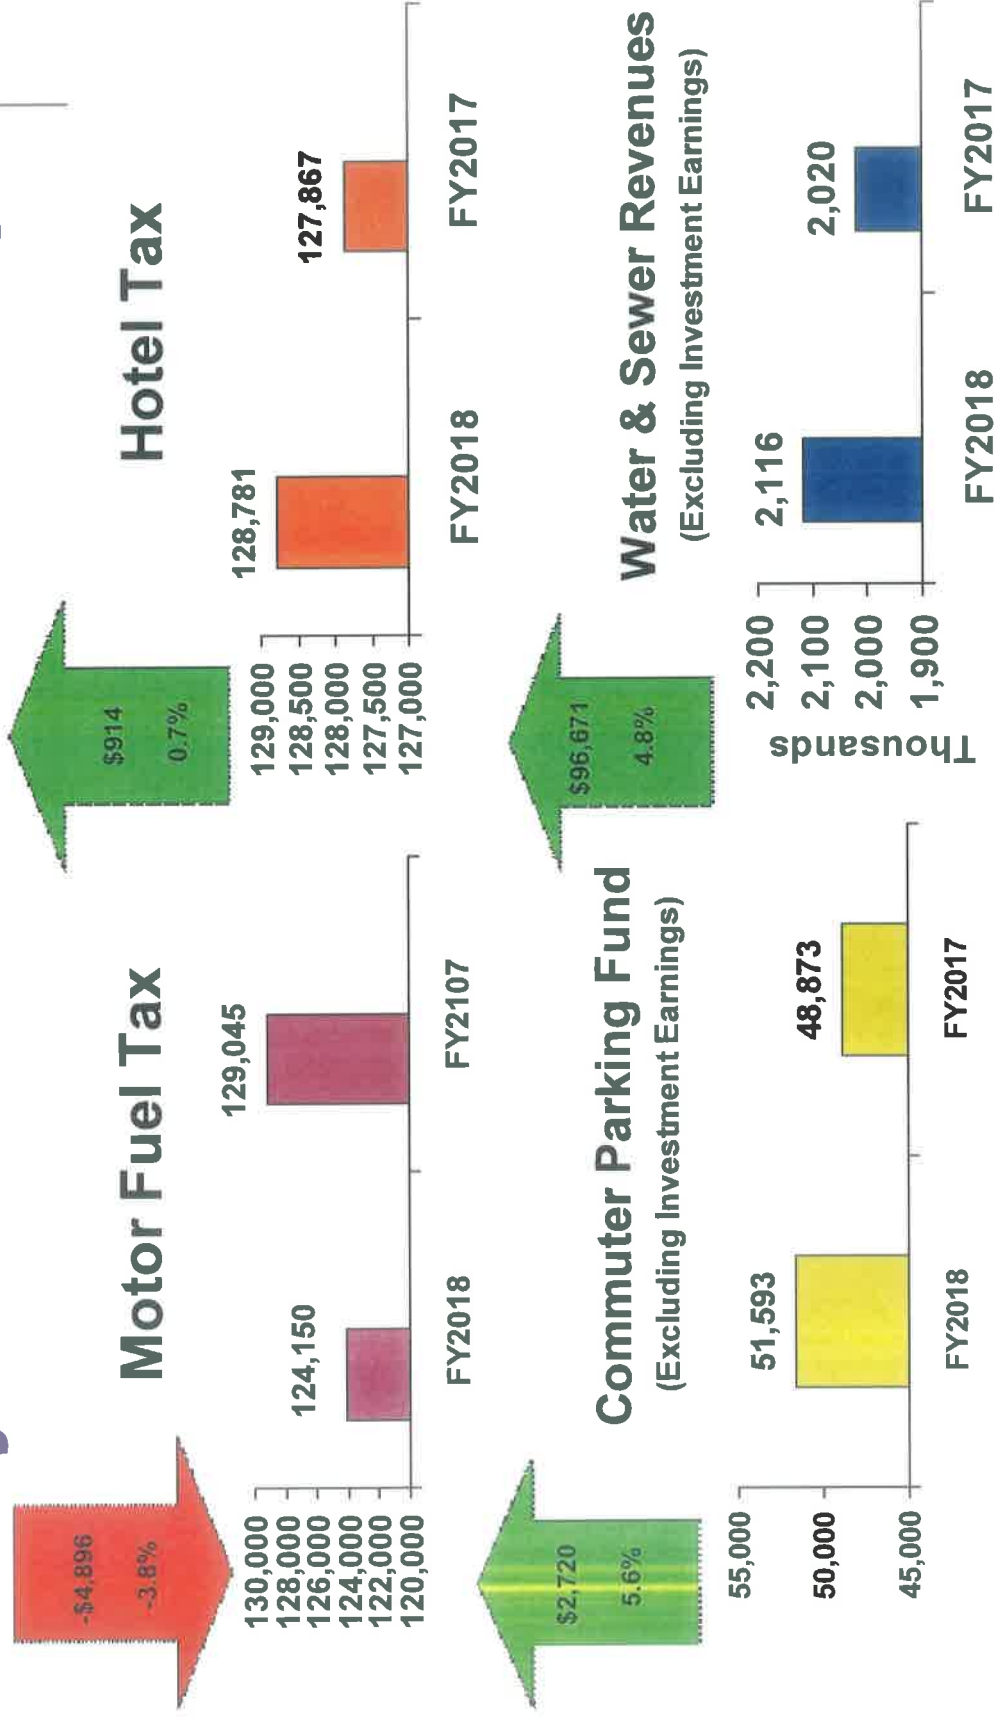 -$4,896
-3.8%
Motor Fuel Tax
130,000
128,000
126,000
124,000
122,000
120,000
124,150
129,045
FY2018
FY2107
$914
0.7%
Hotel Tax
129,000
128,500
128,000
127,500
127,000
128,781
127,867
FY2018
FY2017
$2,720
5.6%
Commuter Parking Fund
(Excluding Investment Earnings)
55,000
50,000
45,000
51,593
48,873
FY2018
FY2017
$96,671
4.8%
Water & Sewer Revenues
(Excluding Investment Earnings)
Thousands
2,200
2,100
2,000
1,900
2,116
2,020
FY2018
FY2017